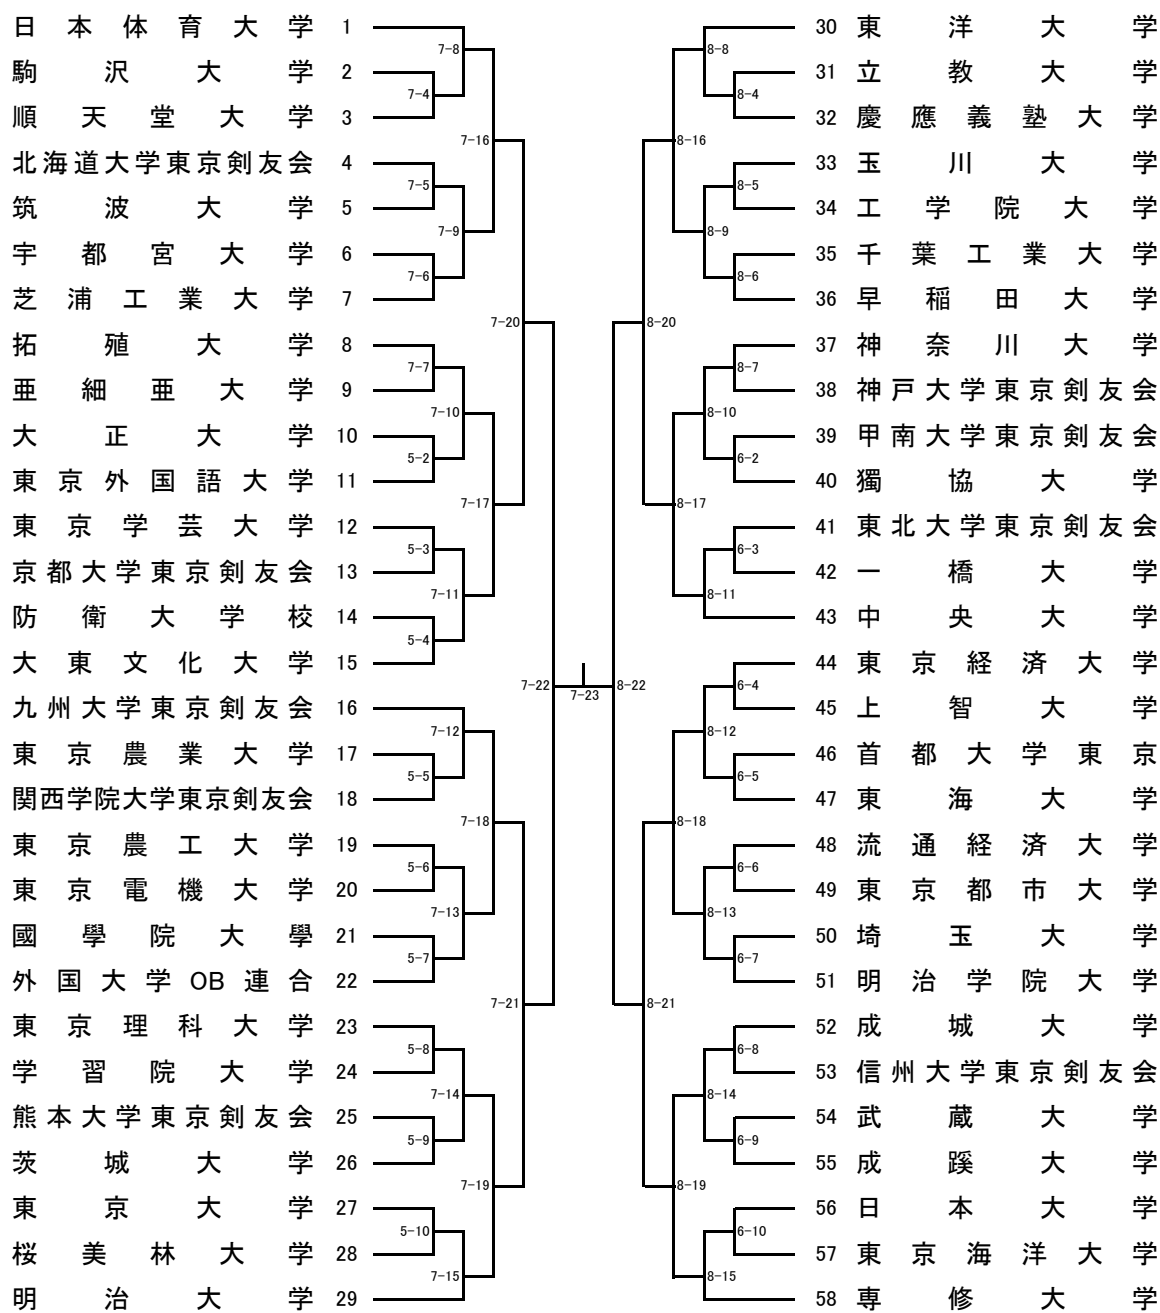 日本体育大学 1
駒沢大学 2
順天堂大学 3
北海道大学東京剣友会 4
筑波大学 5
宇都宮大学 6
芝浦工業大学 7
拓殖大学 8
亜細亜大学 9
大正大学 10
東京外国語大学 11
東京学芸大学 12
京都大学東京剣友会 13
防衛大学校 14
大東文化大学 15
九州大学東京剣友会 16
東京農業大学 17
関西学院大学東京剣友会 18
東京農工大学 19
東京電機大学 20
國學院大學 21
外国大学OB連合 22
東京理科大学 23
学習院大学 24
熊本大学東京剣友会 25
茨城大学 26
東京大学 27
桜美林大学 28
明治大学 29
7-4
7-5
7-6
7-7
5-2
5-3
5-4
5-5
5-6
5-7
5-8
5-9
5-10
7-8
7-9
7-10
7-11
7-12
7-13
7-14
7-15
7-16
7-17
7-18
7-19
7-20
7-21
7-22
7-23
8-22
8-20
8-21
8-16
8-17
8-18
8-19
8-8
8-9
8-10
8-11
8-12
8-13
8-14
8-15
8-4
8-5
8-6
8-7
6-2
6-3
6-4
6-5
6-6
6-7
6-8
6-9
6-10
30 東洋大学
31 立教大学
32 慶應義塾大学
33 玉川大学
34 工学院大学
35 千葉工業大学
36 早稲田大学
37 神奈川大学
38 神戸大学東京剣友会
39 甲南大学東京剣友会
40 獨協大学
41 東北大学東京剣友会
42 一橋大学
43 中央大学
44 東京経済大学
45 上智大学
46 首都大学東京
47 東海大学
48 流通経済大学
49 東京都市大学
50 埼玉大学
51 明治学院大学
52 成城大学
53 信州大学東京剣友会
54 武蔵大学
55 成蹊大学
56 日本大学
57 東京海洋大学
58 専修大学